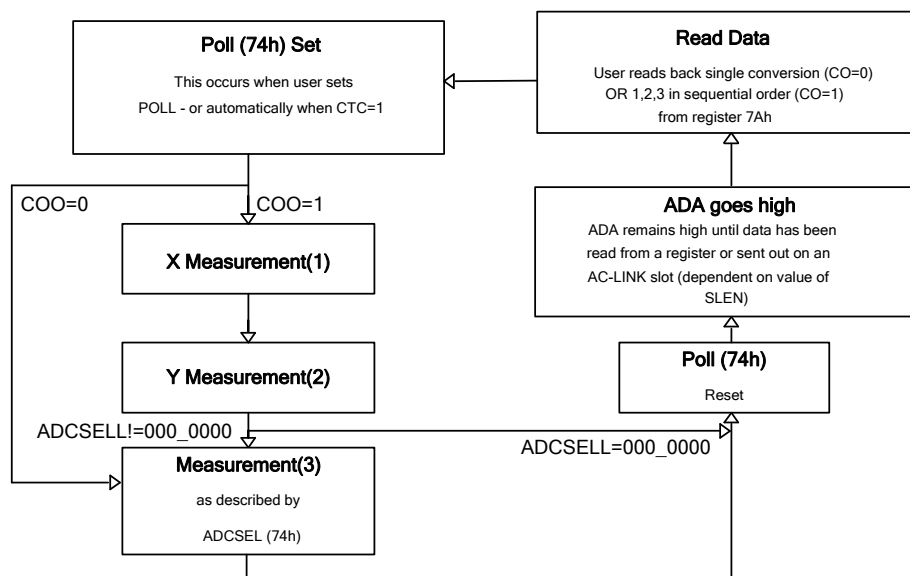 Poll (74h) Set
This occurs when user sets
POLL - or automatically when CTC=1
Read Data
User reads back single conversion (CO=0)
OR 1,2,3 in sequential order (CO=1)
from register 7Ah
COO=0
COO=1
X Measurement(1)
ADA goes high
ADA remains high until data has been
read from a register or sent out on an
AC-LINK slot (dependent on value of
SLEN)
Y Measurement(2)
Poll (74h)
Reset
ADCSELL!=000_0000
ADCSELL=000_0000
Measurement(3)
as described by
ADCSEL (74h)